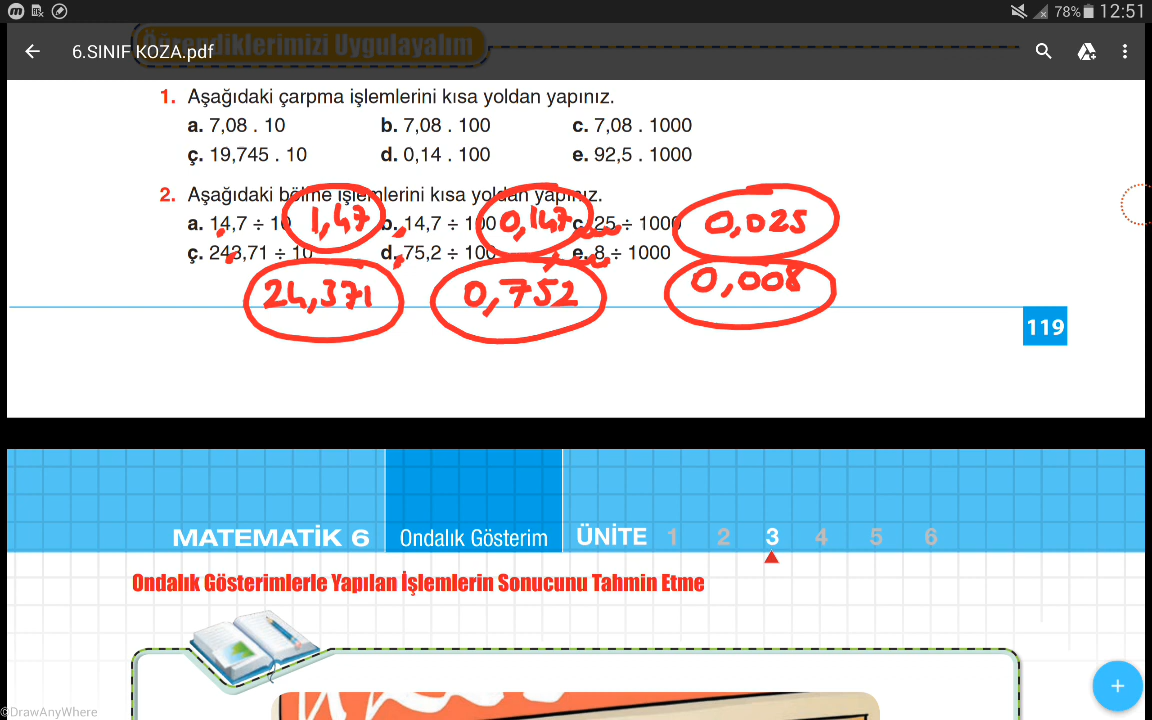 78% 12:51
Öğrendiklerimizi Uygulayalım
6.SINIF KOZA.pdf
1. Aşağıdaki çarpma işlemlerini kısa yoldan yapınız.
a. 7,08 . 10 b. 7,08 . 100 c. 7,08 . 1000
ç. 19,745 . 10 d. 0,14 . 100 e. 92,5 . 1000
2. Aşağıdaki bölme işlemlerini kısa yoldan yapınız.
a. 14,7 ÷ 10 1,47 b. 14,7 ÷ 100 0,147 c. 25 ÷ 1000 0,025
ç. 243,71 ÷ 10 d. 75,2 ÷ 100 e. 8 ÷ 1000
24,371 0,752 0,008
119
MATEMATİK 6 Ondalık Gösterim ÜNİTE 1 2 3 4 5 6
Ondalık Gösterimlerle Yapılan İşlemlerin Sonucunu Tahmin Etme
©DrawAnyWhere